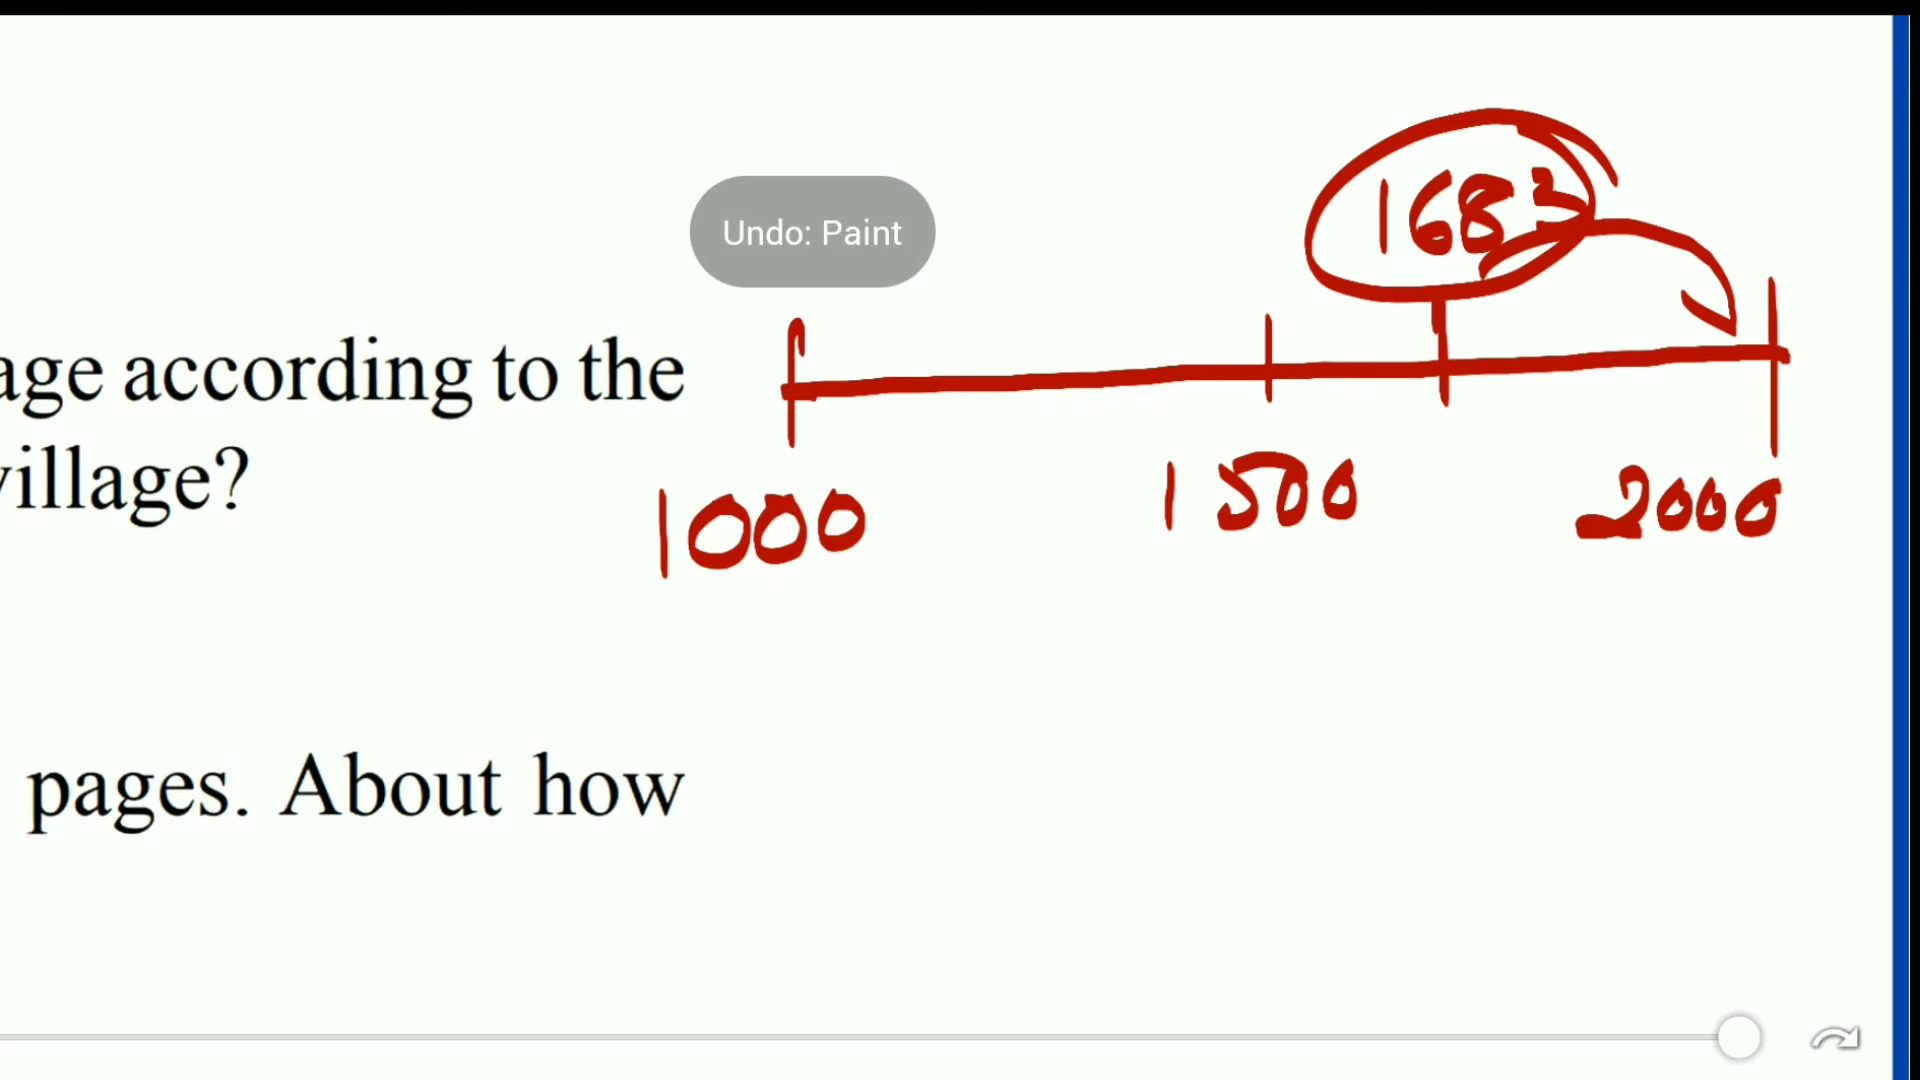 1683
Undo: Paint
age according to the
village?
1000 1500 2000
pages. About how